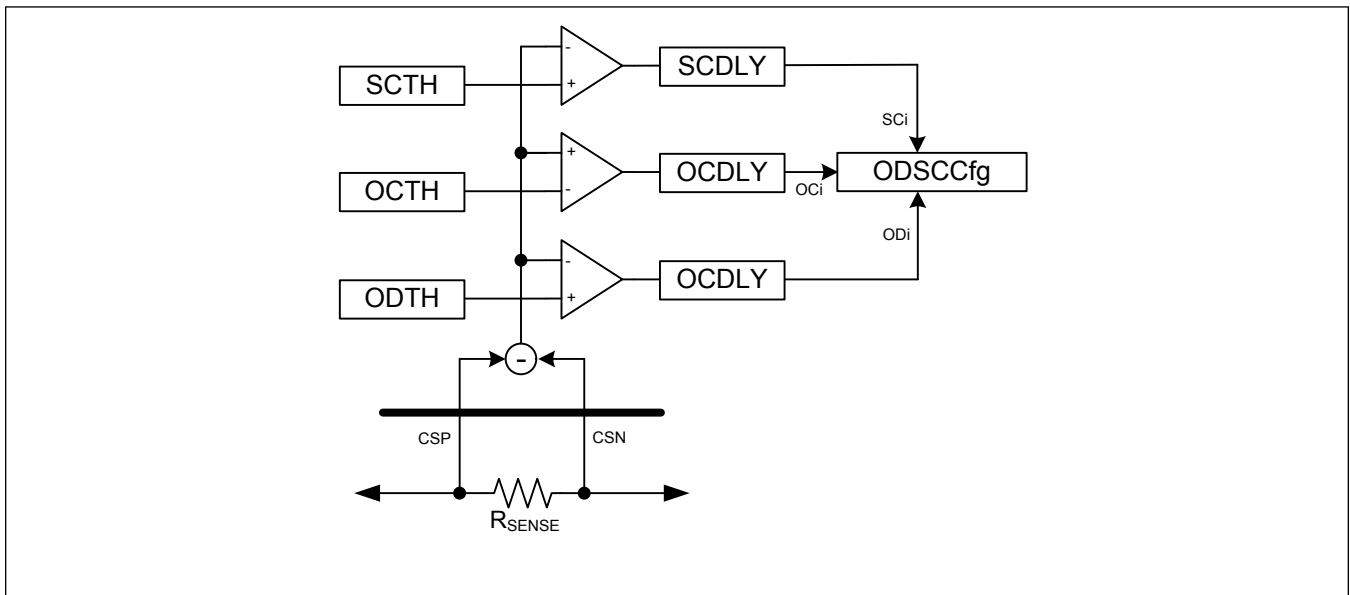 -
SCTH
+
SCDLY
SCi
+
OCTH
-
OCDLY
OCi
ODSCCfg
-
ODTH
+
OCDLY
ODi
-
CSP
CSN
RSENSE